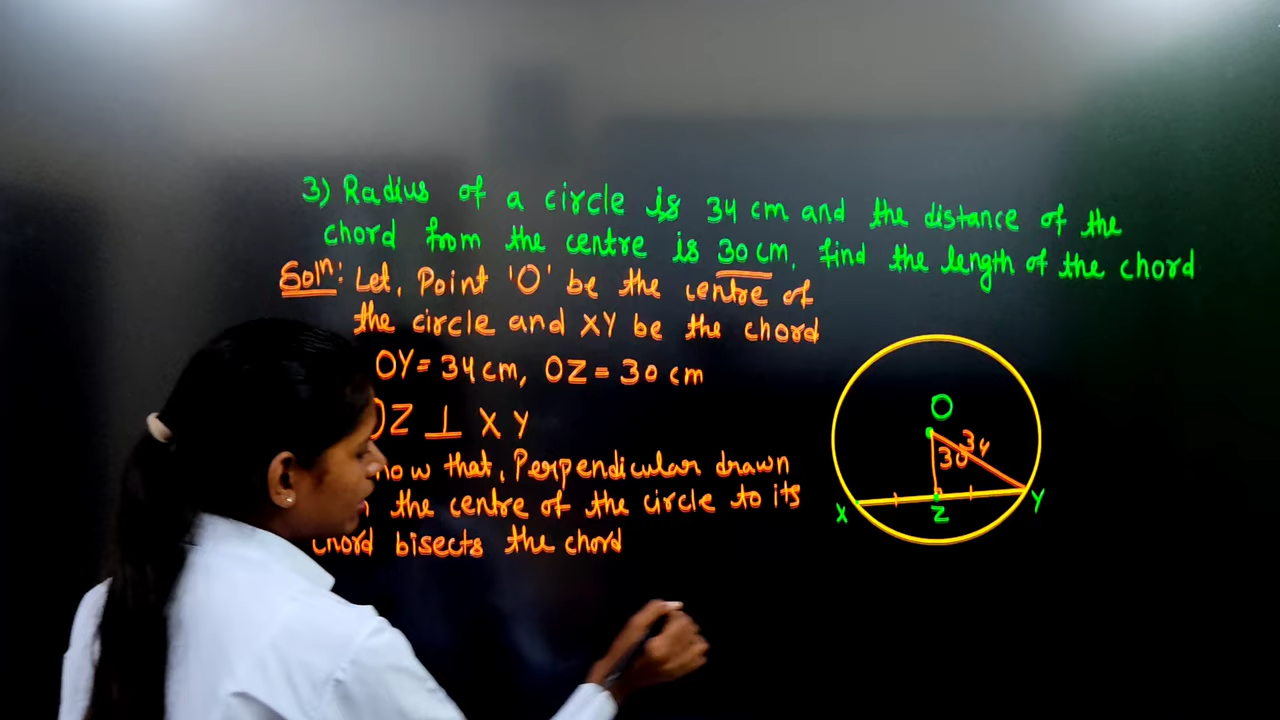 3) Radius of a circle is 34 cm and the distance of the
chord from the centre is 30 cm, find the length of the chord
Solⁿ: Let, Point 'O' be the centre of
the circle and XY be the chord
OY = 34 cm, OZ = 30 cm
OZ ⊥ XY
that, Perpendicular drawn
the centre of the circle to its
chord bisects the chord
O
34
30
X
Z
Y